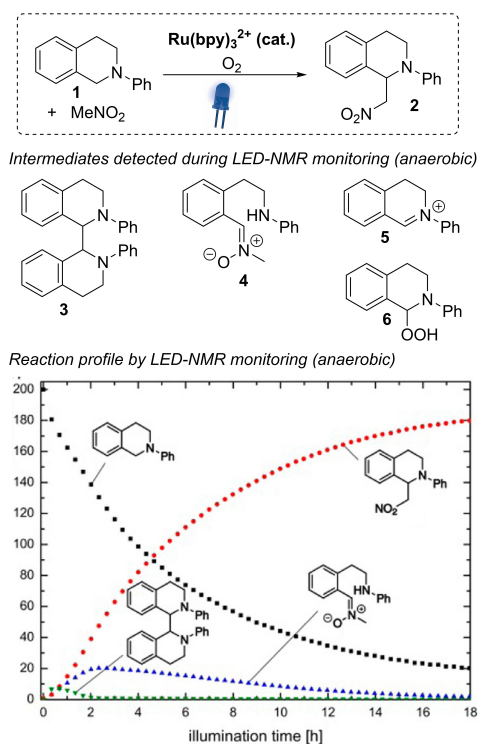 Ru(bpy)₃²⁺ (cat.)
O₂
N
Ph
1
+ MeNO₂
N
Ph
NO₂
2
Intermediates detected during LED-NMR monitoring (anaerobic)
N
Ph
N
Ph
3
HN
Ph
⊖O
N
⊕
4
⊕
N
Ph
5
N
Ph
OOH
6
Reaction profile by LED-NMR monitoring (anaerobic)
200
180
160
140
120
100
80
60
40
20
0
N
Ph
N
Ph
NO₂
N
Ph
N
Ph
HN
Ph
⊖O
N
⊕
0 2 4 6 8 10 12 14 16 18
illumination time [h]